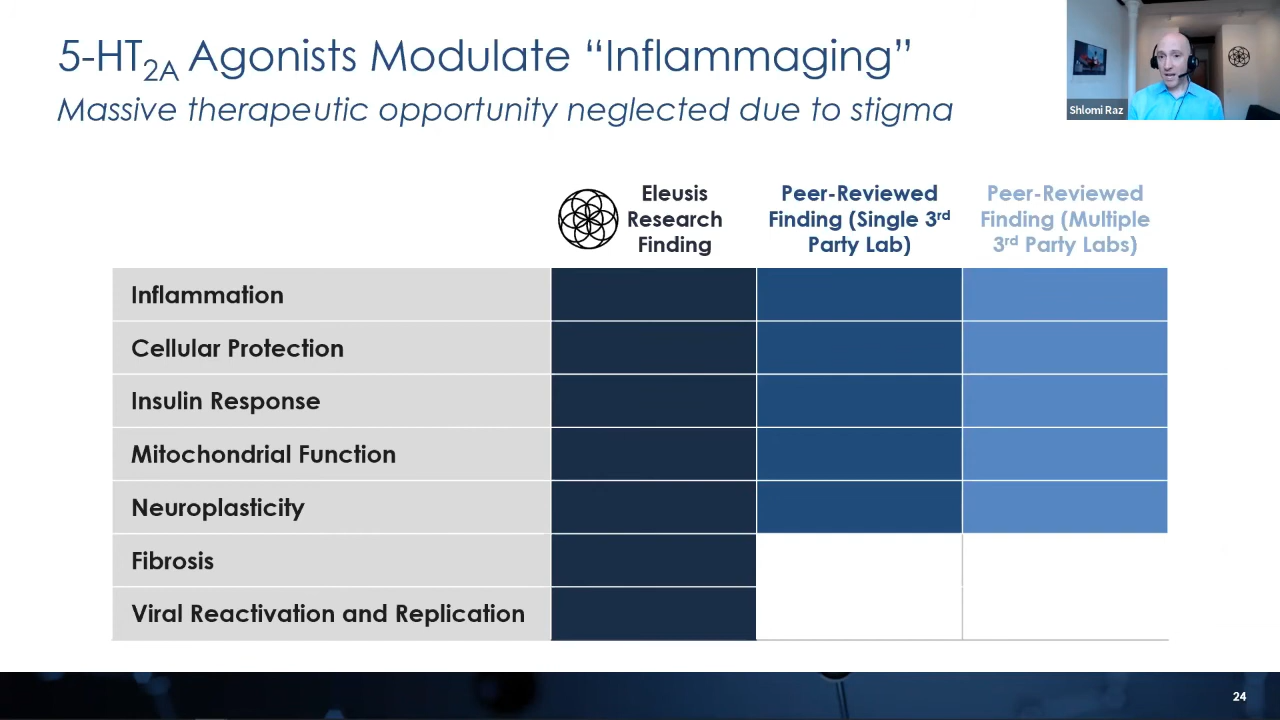 5-HT2A Agonists Modulate “Inflammaging”
Massive therapeutic opportunity neglected due to stigma
Shlomi Raz
Eleusis
Research
Finding
Peer-Reviewed
Finding (Single 3rd
Party Lab)
Peer-Reviewed
Finding (Multiple
3rd Party Labs)
Inflammation
Cellular Protection
Insulin Response
Mitochondrial Function
Neuroplasticity
Fibrosis
Viral Reactivation and Replication
24